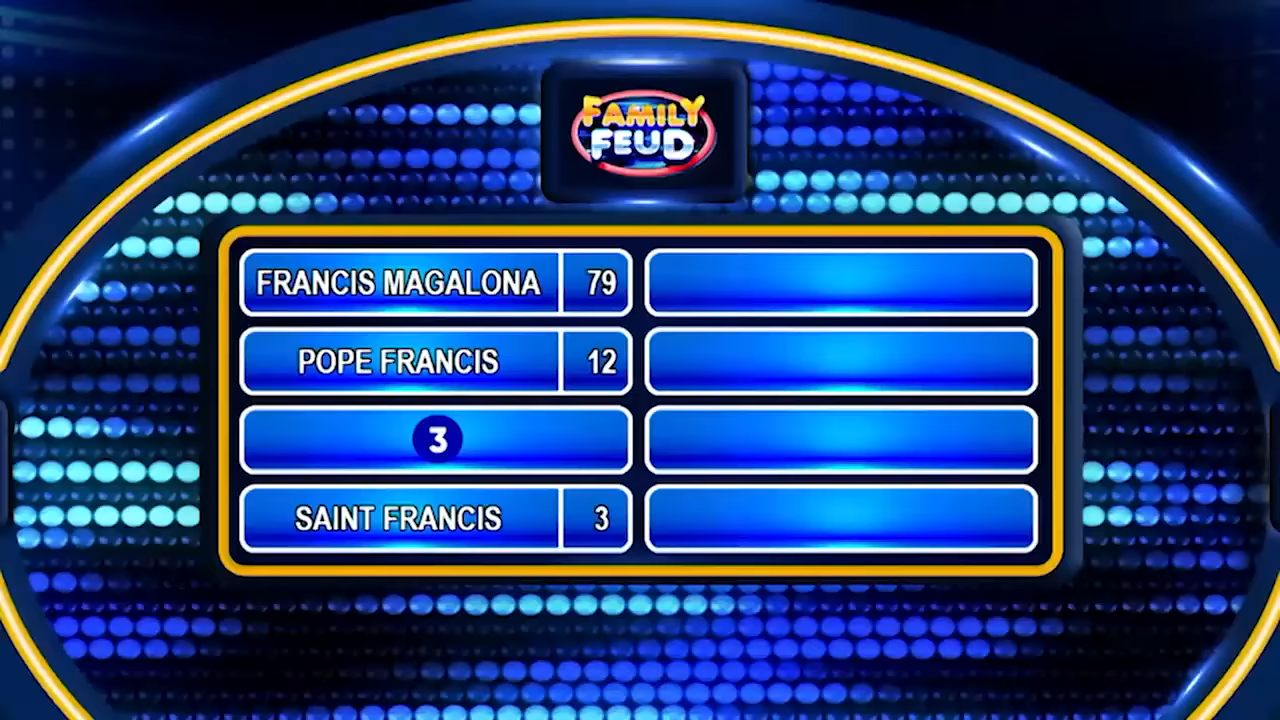 FAMILY
FEUD
FRANCIS MAGALONA 79
POPE FRANCIS 12
3
SAINT FRANCIS 3